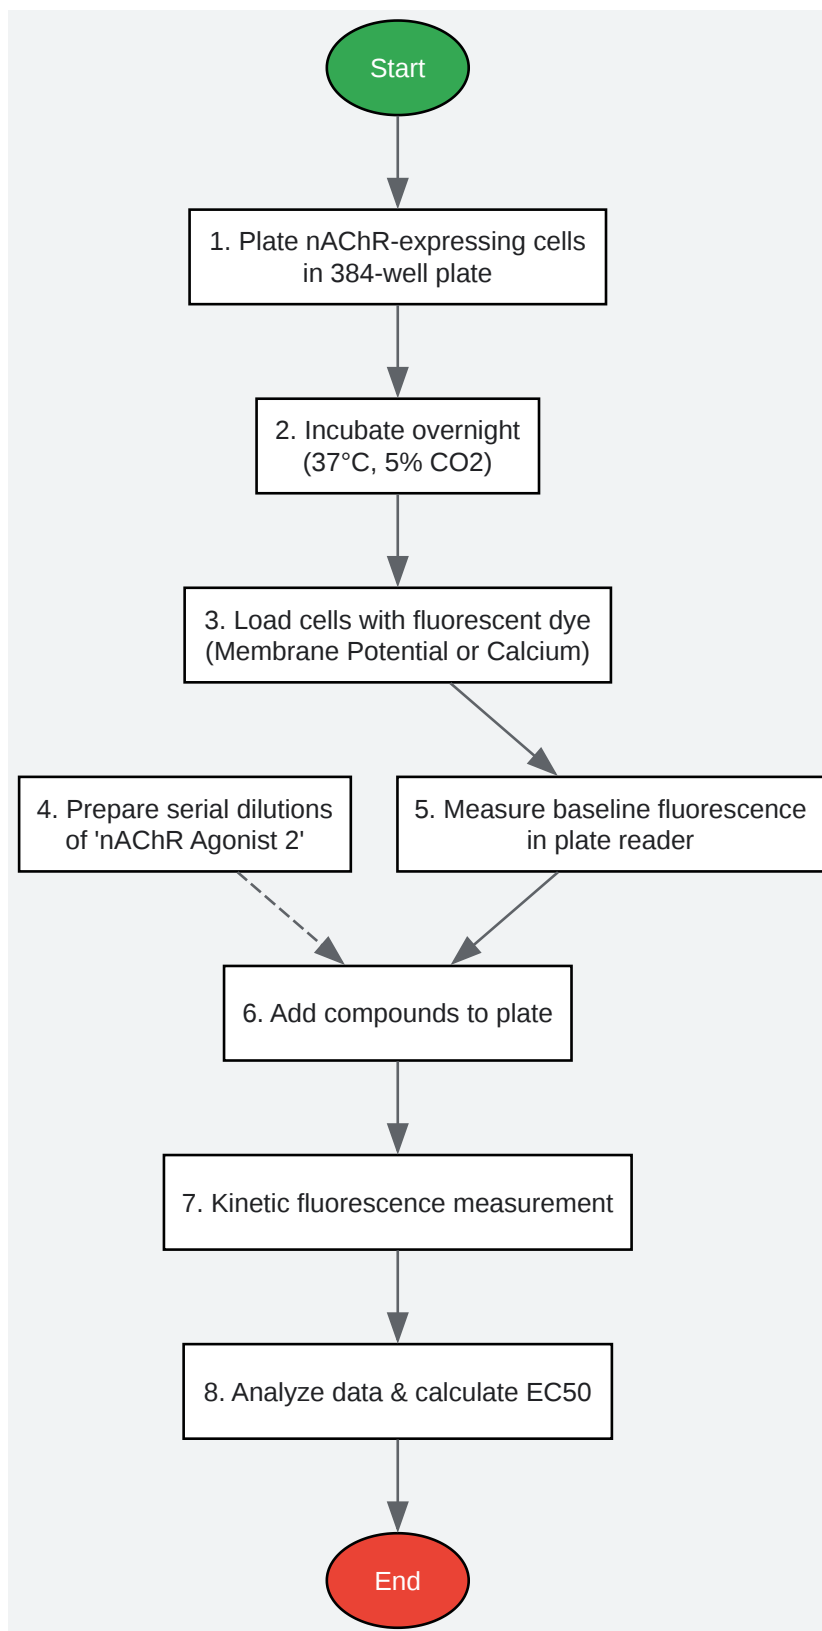 Start
1. Plate nAChR-expressing cells
in 384-well plate
2. Incubate overnight
(37°C, 5% CO2)
3. Load cells with fluorescent dye
(Membrane Potential or Calcium)
4. Prepare serial dilutions
of 'nAChR Agonist 2'
5. Measure baseline fluorescence
in plate reader
6. Add compounds to plate
7. Kinetic fluorescence measurement
8. Analyze data & calculate EC50
End